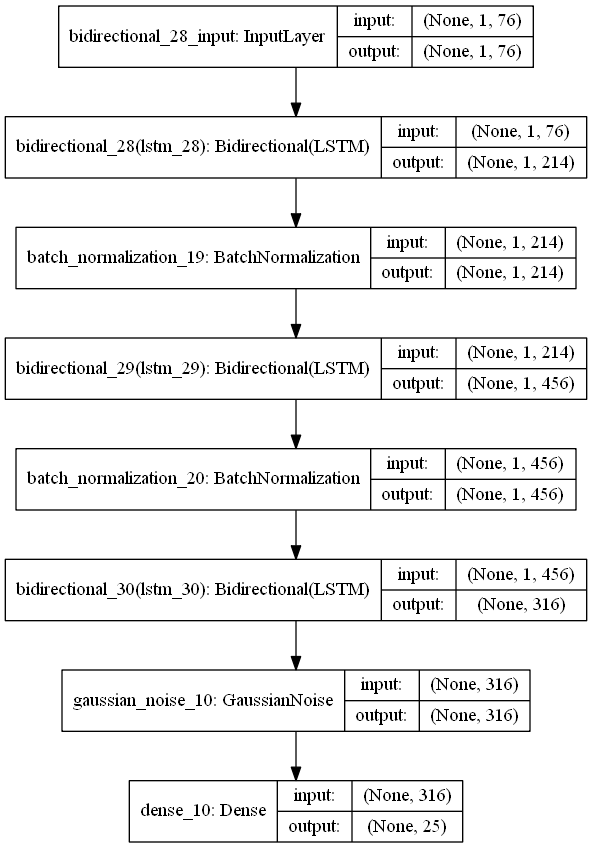 bidirectional_28_input: InputLayer
input: (None, 1, 76)
output: (None, 1, 76)
bidirectional_28(lstm_28): Bidirectional(LSTM)
input: (None, 1, 76)
output: (None, 1, 214)
batch_normalization_19: BatchNormalization
input: (None, 1, 214)
output: (None, 1, 214)
bidirectional_29(lstm_29): Bidirectional(LSTM)
input: (None, 1, 214)
output: (None, 1, 456)
batch_normalization_20: BatchNormalization
input: (None, 1, 456)
output: (None, 1, 456)
bidirectional_30(lstm_30): Bidirectional(LSTM)
input: (None, 1, 456)
output: (None, 316)
gaussian_noise_10: GaussianNoise
input: (None, 316)
output: (None, 316)
dense_10: Dense
input: (None, 316)
output: (None, 25)